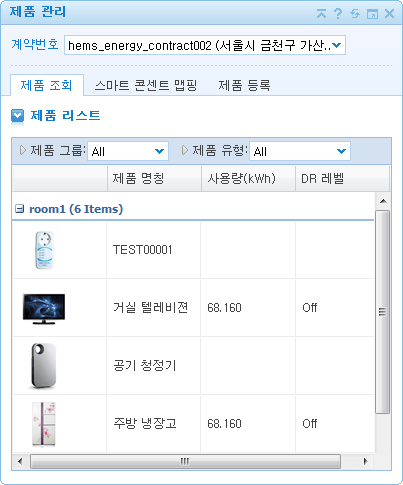 제품 관리
계약번호 hems_energy_contract002 (서울시 금천구 가산..
제품 조회 스마트 콘센트 맵핑 제품 등록
제품 리스트
제품 그룹: All 제품 유형: All
제품 명칭 사용량(kWh) DR 레벨
room1 (6 Items)
TEST00001
거실 텔레비젼 68.160 Off
공기 청정기
주방 냉장고 68.160 Off